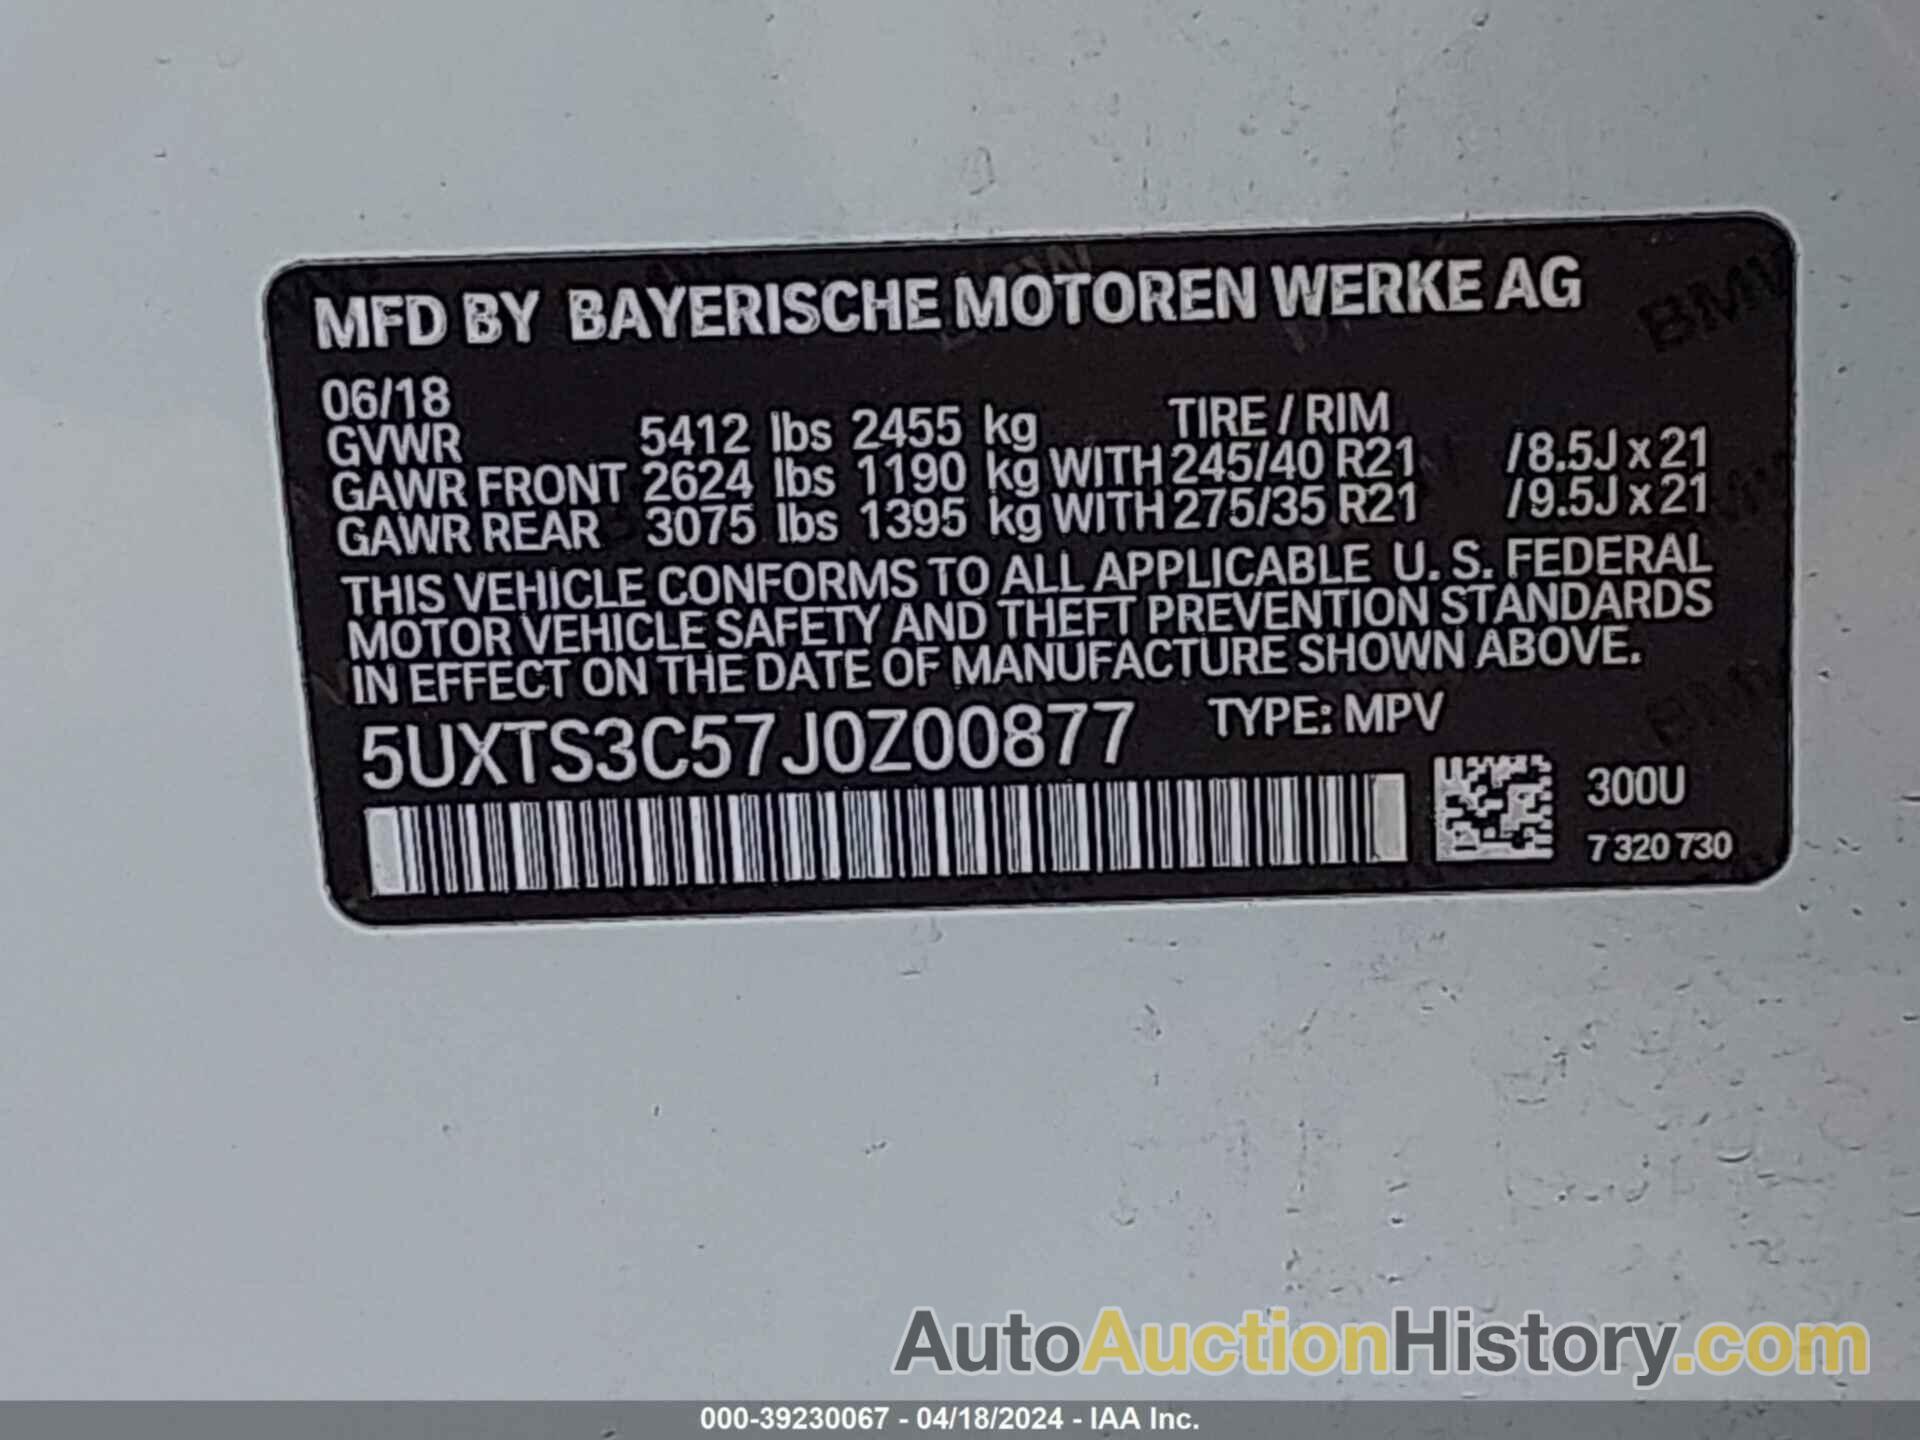 MFD BY BAYERISCHE MOTOREN WERKE AG
06/18
TIRE / RIM
GVWR 5412 lbs 2455 kg
GAWR FRONT 2624 lbs 1190 kg WITH 245/40 R21 /8.5J x 21
GAWR REAR 3075 lbs 1395 kg WITH 275/35 R21 /9.5J x 21
THIS VEHICLE CONFORMS TO ALL APPLICABLE U.S. FEDERAL
MOTOR VEHICLE SAFETY AND THEFT PREVENTION STANDARDS
IN EFFECT ON THE DATE OF MANUFACTURE SHOWN ABOVE.
5UXTS3C57J0Z00877 TYPE: MPV
300U
7 320 730
AutoAuctionHistory.com
000-39230067 - 04/18/2024 - IAA Inc.